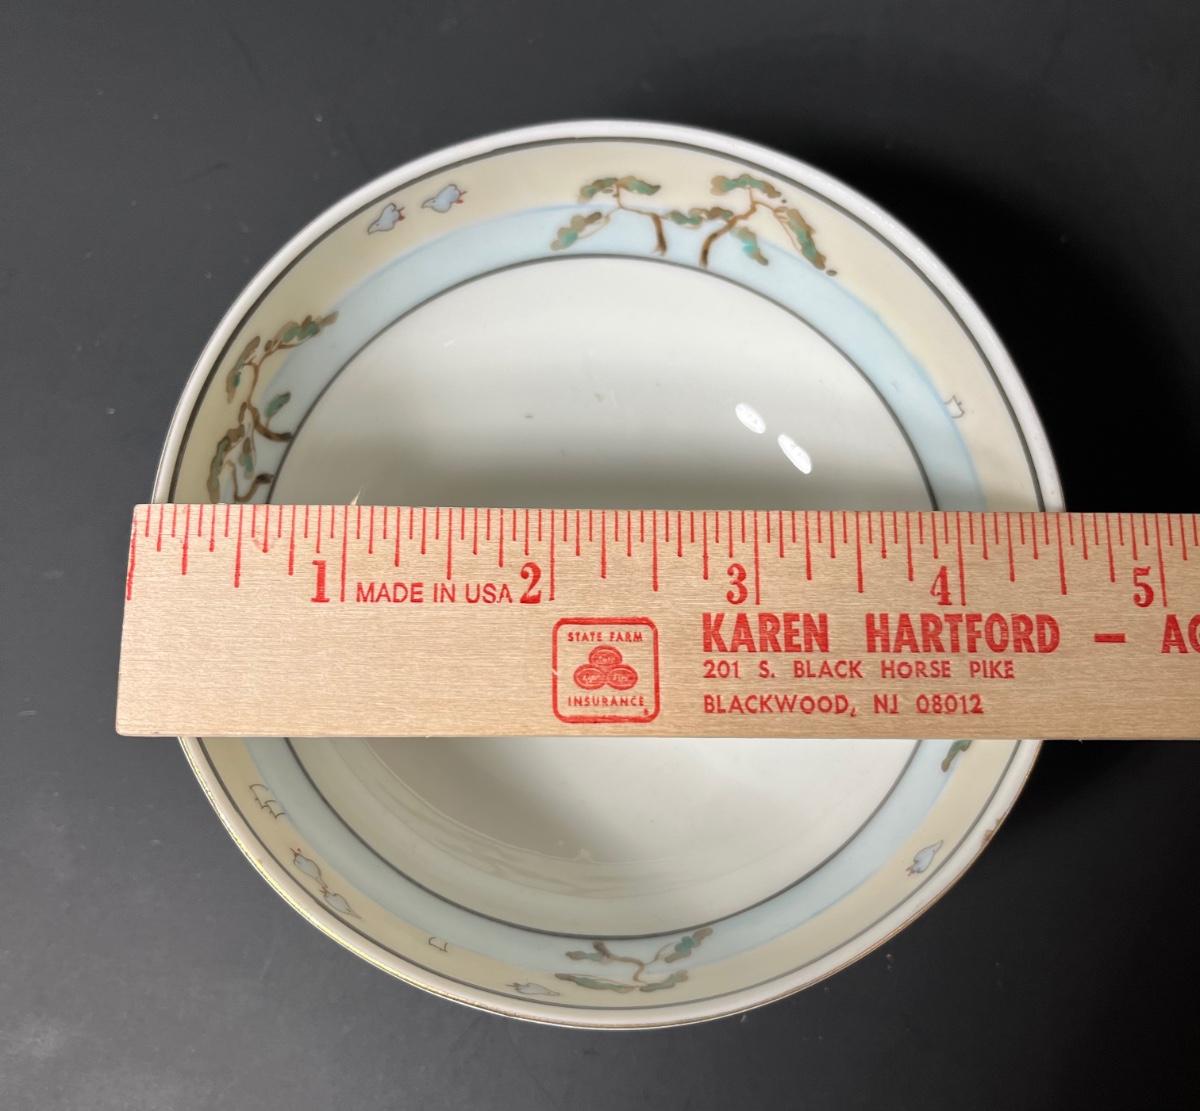 1 MADE IN USA 2 3 4 5
STATE FARM
INSURANCE
KAREN HARTFORD — AG
201 S. BLACK HORSE PIKE
BLACKWOOD, NJ 08012